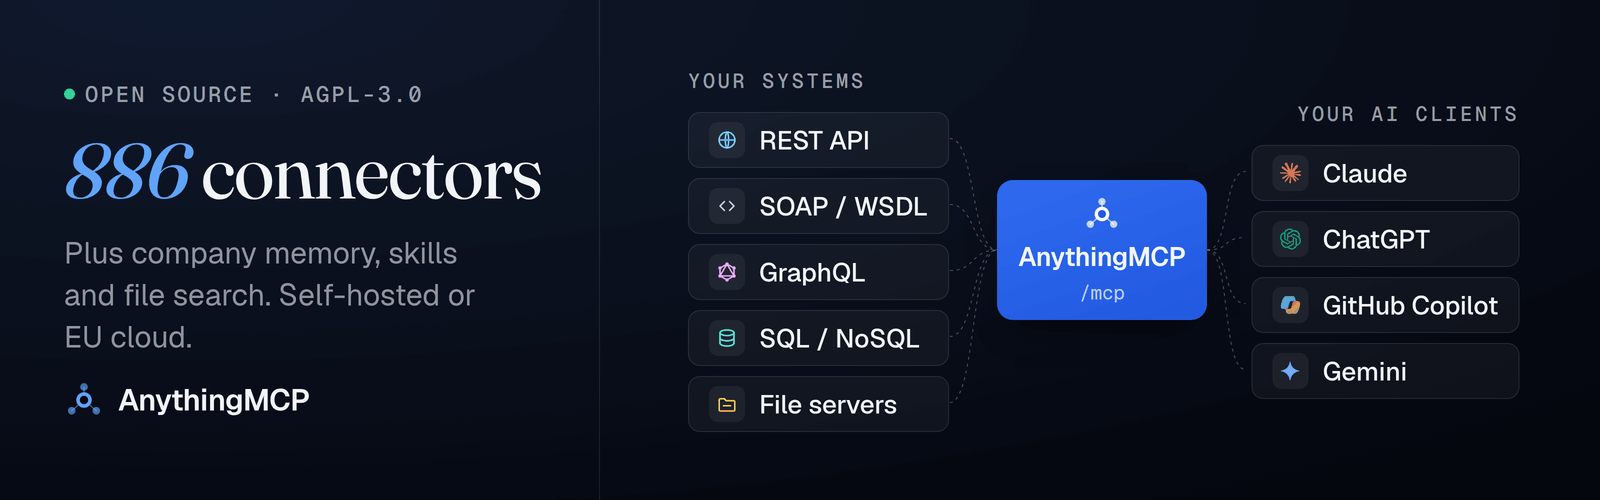 OPEN SOURCE · AGPL-3.0
886 connectors
Plus company memory, skills
and file search. Self-hosted or
EU cloud.
AnythingMCP
YOUR SYSTEMS
REST API
SOAP / WSDL
GraphQL
SQL / NoSQL
File servers
AnythingMCP
/mcp
YOUR AI CLIENTS
Claude
ChatGPT
GitHub Copilot
Gemini